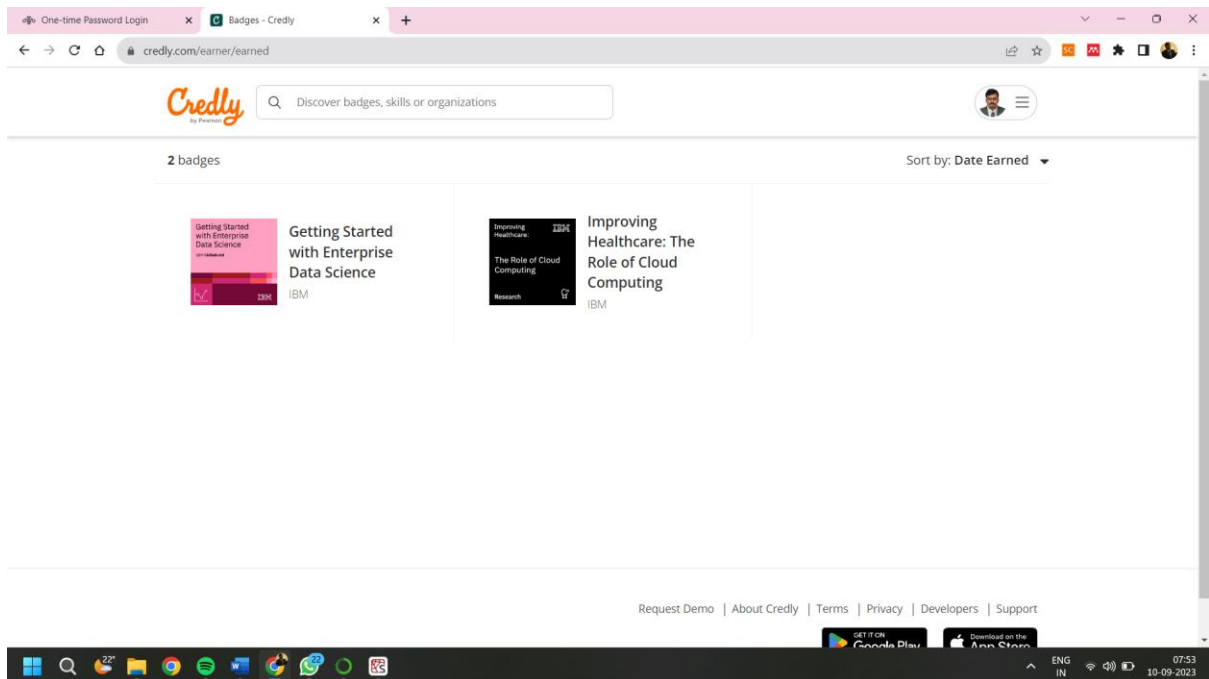 One-time Password Login
Badges - Credly
credly.com/earner/earned
SC
Credly
by Pearson
Discover badges, skills or organizations
2 badges
Sort by: Date Earned
Getting Started
with Enterprise
Data Science
IBM
Getting Started
with Enterprise
Data Science
IBM
Improving
Healthcare:
IBM
The Role of Cloud
Computing
Research
Improving
Healthcare: The
Role of Cloud
Computing
IBM
Request Demo | About Credly | Terms | Privacy | Developers | Support
GET IT ON
Google Play
Download on the
App Store
22°
22
ENG
IN
07:53
10-09-2023